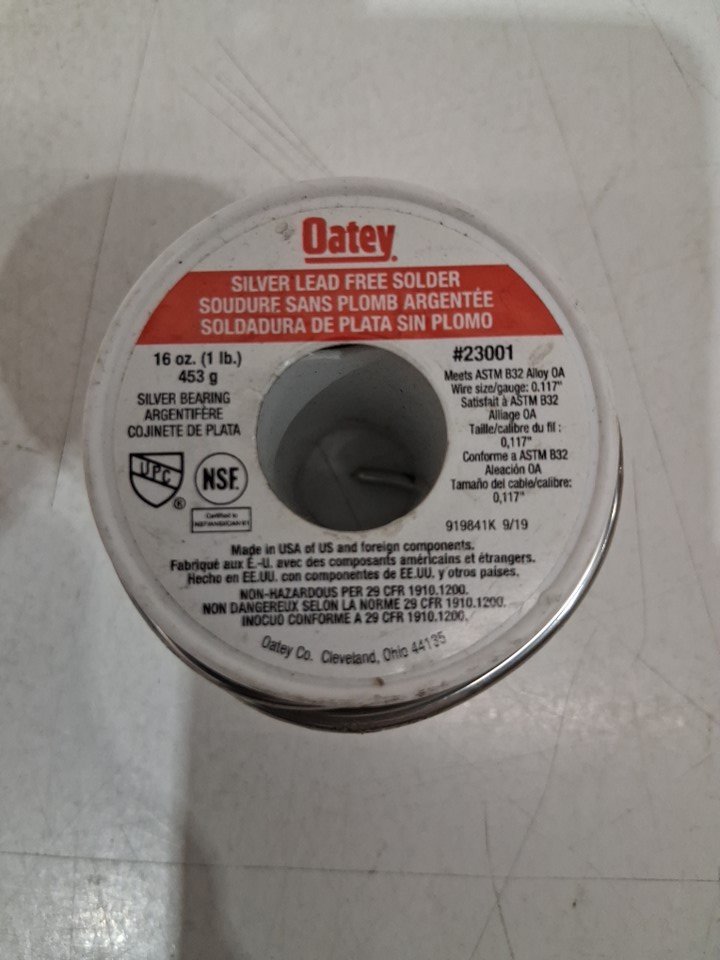 Oatey
SILVER LEAD FREE SOLDER
SOUDURE SANS PLOMB ARGENTÉE
SOLDADURA DE PLATA SIN PLOMO
16 oz. (1 lb.)
453 g
SILVER BEARING
ARGENTIFÈRE
COJINETE DE PLATA
UPC
®
NSF
Certified to
#23001
Meets ASTM B32 Alloy OA
Wire size/gauge: 0.117"
Satisfait à ASTM B32
Alliage OA
Taille/calibre du fil :
0,117"
Conforme a ASTM B32
Aleación OA
Tamaño del cable/calibre:
0,117"
919841K 9/19
Made in USA of US and foreign components.
Fabriqué aux É.-U. avec des composants américains et étrangers.
Hecho en EE.UU. con componentes de EE.UU. y otros países.
NON-HAZARDOUS PER 29 CFR 1910.1200.
NON DANGEREUX SELON LA NORME 29 CFR 1910.1200.
INOCUO CONFORME A 29 CFR 1910.1200.
Oatey Co. Cleveland, Ohio 44135